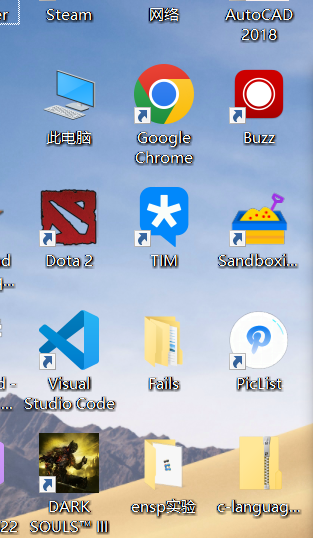 er
Steam
网络
AutoCAD
2018
此电脑
Google
Chrome
Buzz
d
g...
Dota 2
TIM
Sandboxi...
d -
...
Visual
Studio Code
Fails
PicList
22
DARK
SOULS™ III
ensp实验
c-languag...